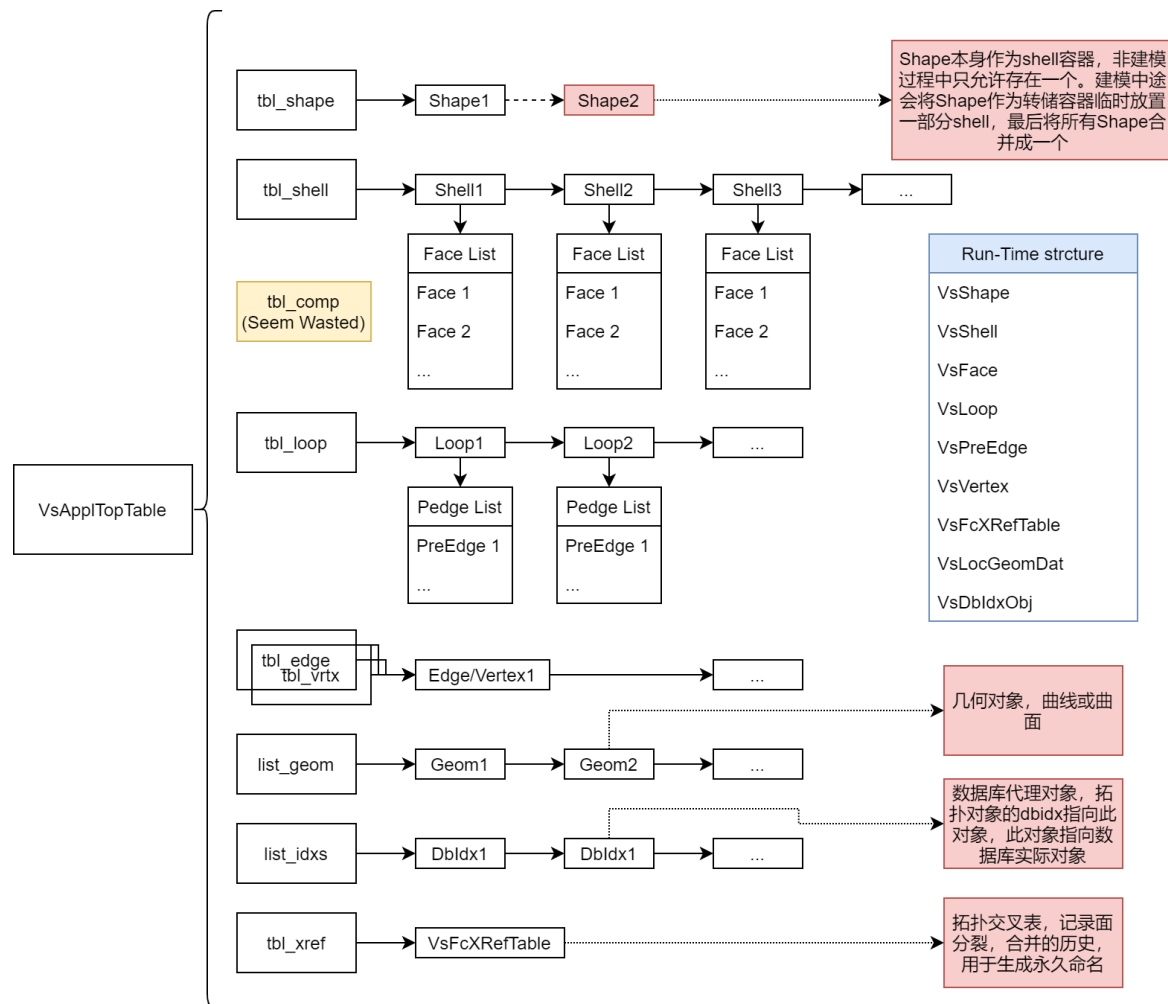 VsApplTopTable
tbl_shape
Shape1
Shape2
Shape本身作为shell容器，非建模
过程中只允许存在一个。建模中途
会将Shape作为转储容器临时放置
一部分shell，最后将所有Shape合
并成一个
tbl_shell
Shell1
Shell2
Shell3
...
Face List
Face 1
Face 2
...
Face List
Face 1
Face 2
...
Face List
Face 1
Face 2
...
tbl_comp
(Seem Wasted)
Run-Time strcture
VsShape
VsShell
VsFace
VsLoop
VsPreEdge
VsVertex
VsFcXRefTable
VsLocGeomDat
VsDbIdxObj
tbl_loop
Loop1
Loop2
...
Pedge List
PreEdge 1
...
Pedge List
PreEdge 1
...
tbl_edge
tbl_vrtx
Edge/Vertex1
...
几何对象，曲线或曲
面
list_geom
Geom1
Geom2
...
数据库代理对象，拓
扑对象的dbidx指向此
对象，此对象指向数
据库实际对象
list_idxs
DbIdx1
DbIdx1
...
tbl_xref
VsFcXRefTable
拓扑交叉表，记录面
分裂，合并的历史，
用于生成永久命名